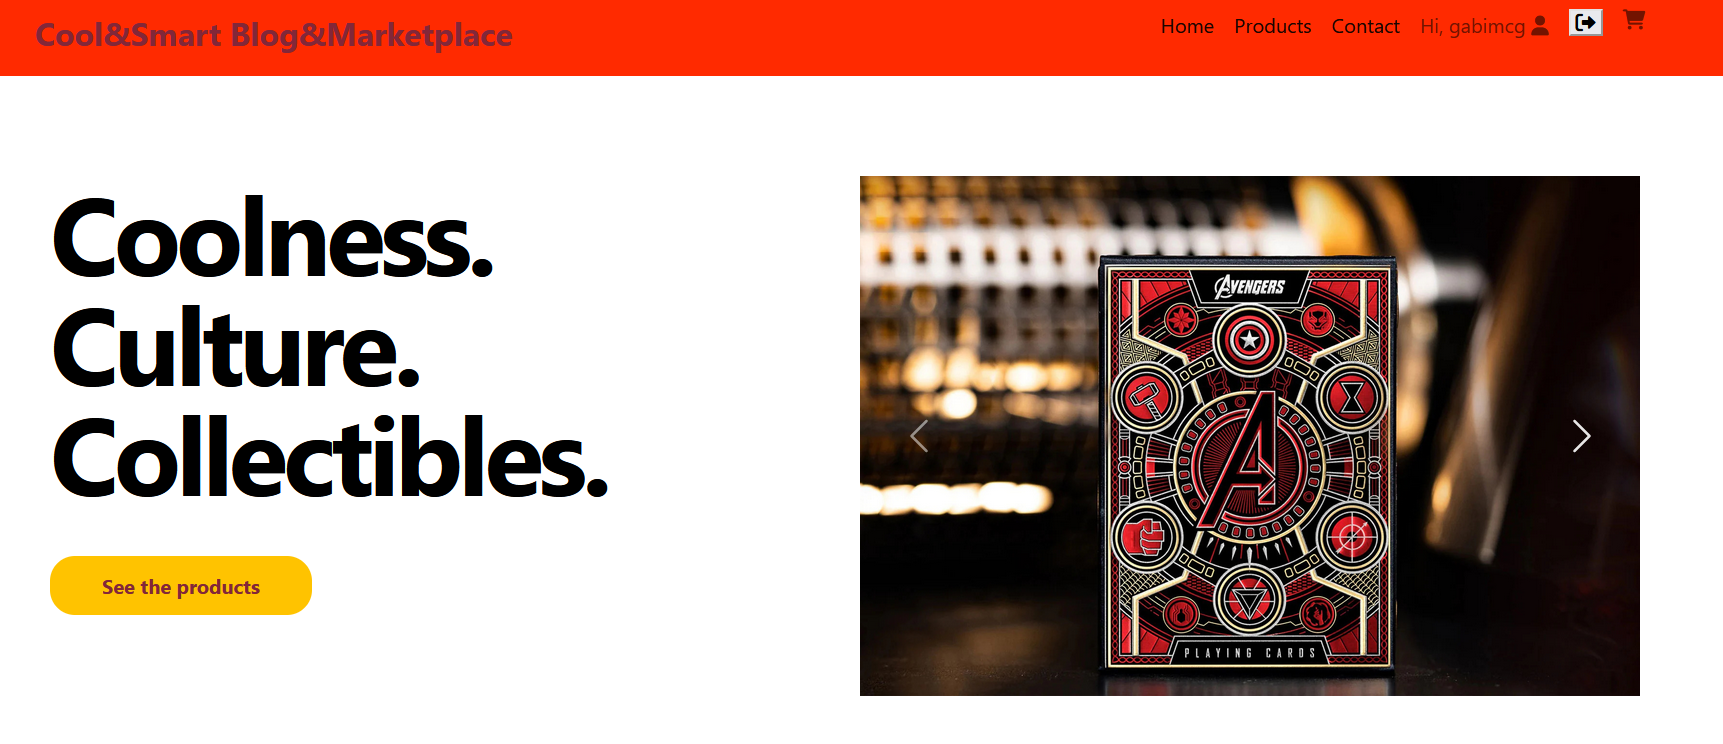 Cool&Smart Blog&Marketplace
Home Products Contact Hi, gabimcg
Coolness.
Culture.
Collectibles.
See the products
AVENGERS
PLAYING CARDS